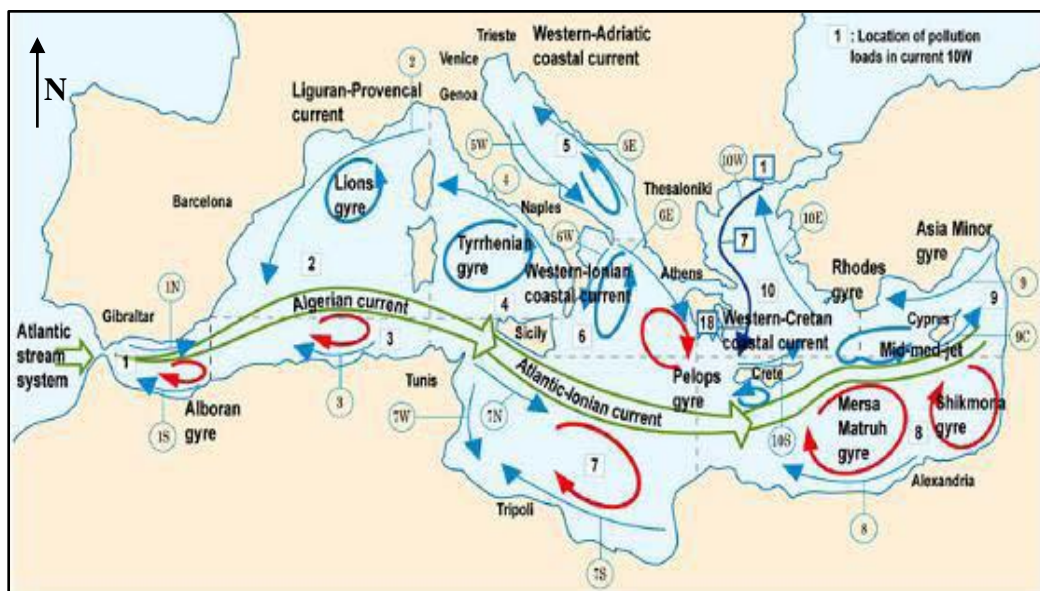 N
Trieste
Western-Adriatic
coastal current
Venice
Genoa
2
Liguran-Provencal
current
1 : Location of pollution
loads in current 10W
5W
5
5E
10W
1
4
Thesaloniki
Barcelona
Lions
gyre
Naples
6W
6E
10E
7
Asia Minor
gyre
Tyrrhenian
gyre
Western-Ionian
coastal current
Athens
Rhodes
gyre
1N
2
10
9
9
Gibraltar
Algerian current
4
Sicily
6
18
Western-Cretan
coastal current
Cyprus
9C
Atlantic
stream
system
1
3
Mid-med-jet
Alboran
gyre
1S
3
Tunis
Atlantic-Ionian current
Pelops
gyre
Crete
7W
7N
10S
Mersa
Matruh
gyre
8
Shikmona
gyre
7
Tripoli
Alexandria
7S
8